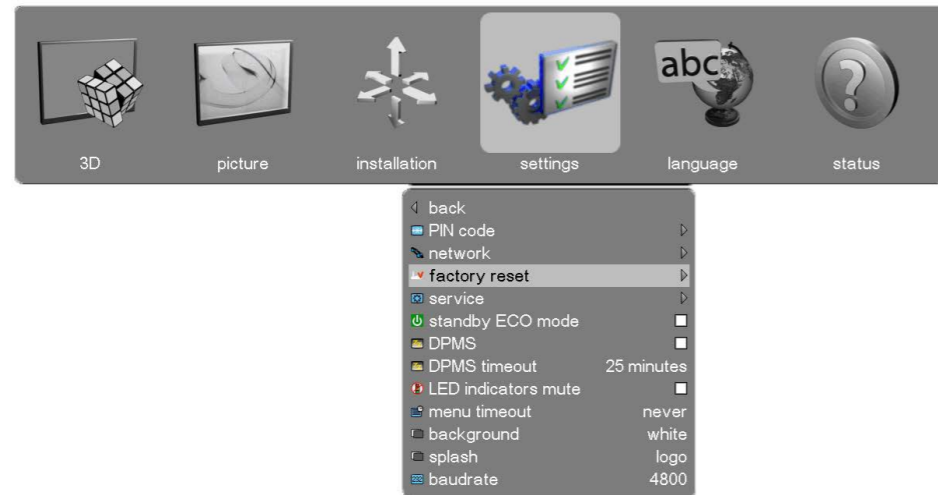 abc
3D picture installation settings language status
back
PIN code
network
factory reset
service
standby ECO mode
DPMS
DPMS timeout 25 minutes
LED indicators mute
menu timeout never
background white
splash logo
baudrate 4800